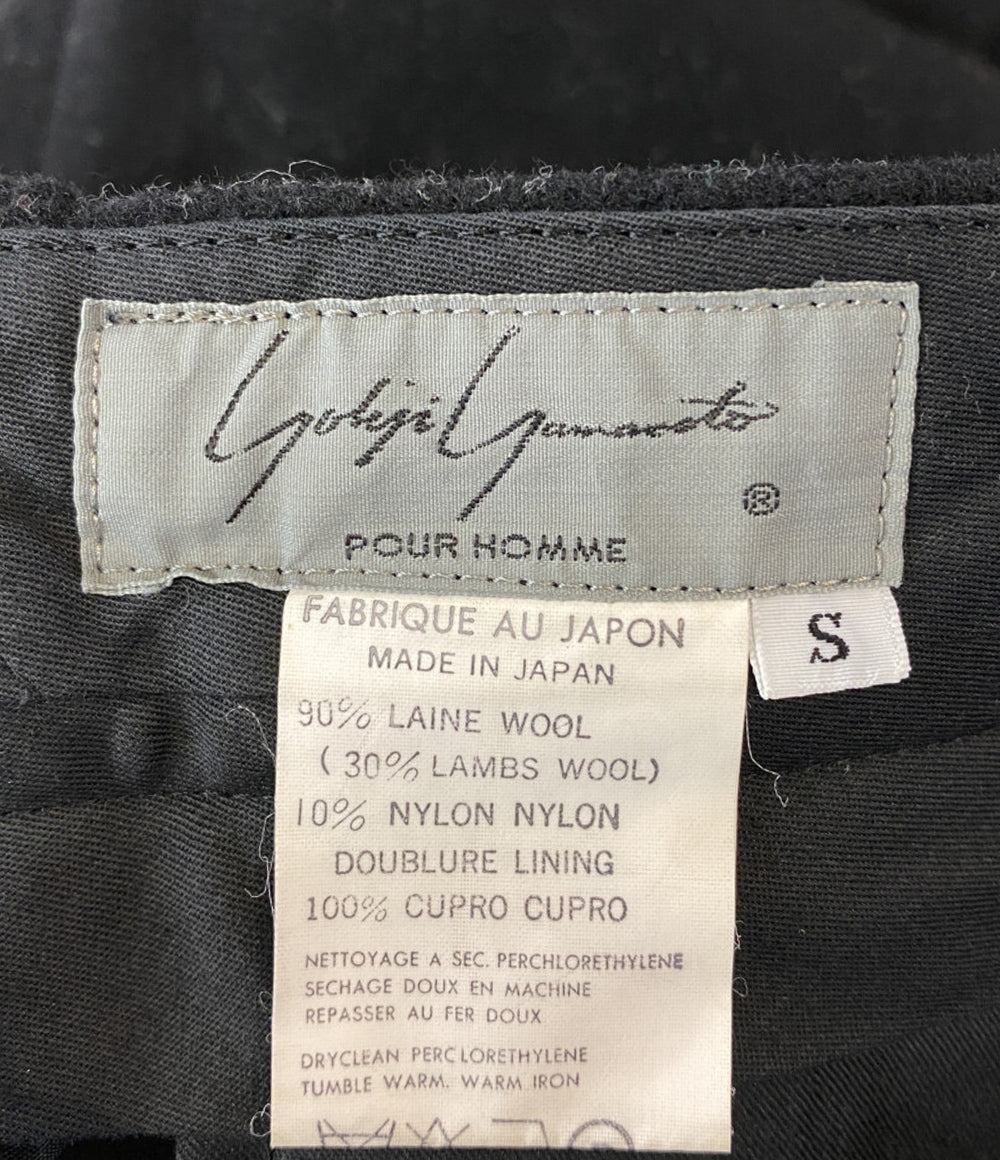 Yohji Yamamoto
®
POUR HOMME
S
FABRIQUE AU JAPON
MADE IN JAPAN
90% LAINE WOOL
(30% LAMBS WOOL)
10% NYLON NYLON
DOUBLURE LINING
100% CUPRO CUPRO
NETTOYAGE A SEC. PERCHLORETHYLENE
SECHAGE DOUX EN MACHINE
REPASSER AU FER DOUX
DRYCLEAN PERCLORETHYLENE
TUMBLE WARM. WARM IRON